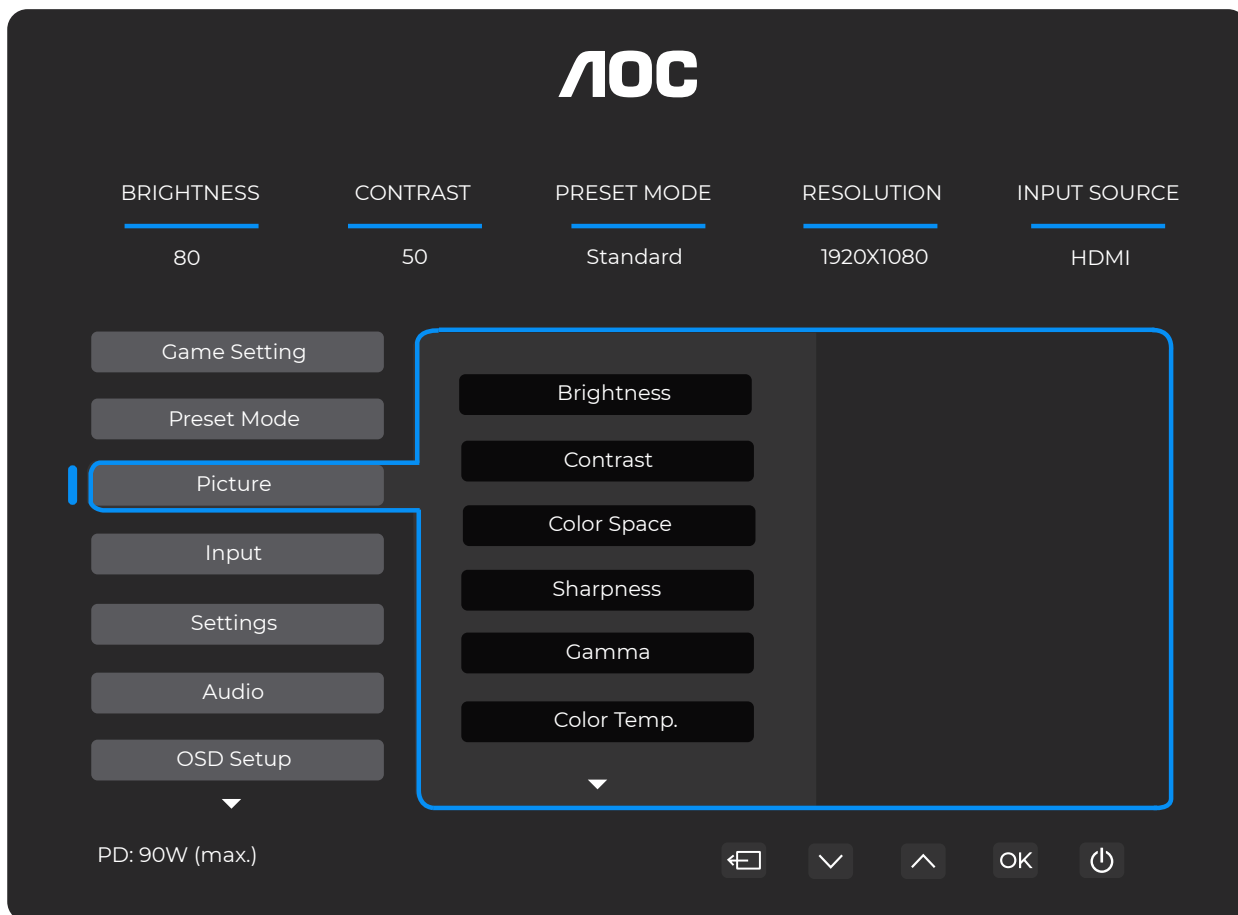 AOC
BRIGHTNESS CONTRAST PRESET MODE RESOLUTION INPUT SOURCE
80 50 Standard 1920X1080 HDMI
Game Setting
Preset Mode
Picture
Input
Settings
Audio
OSD Setup
Brightness
Contrast
Color Space
Sharpness
Gamma
Color Temp.
PD: 90W (max.)
OK